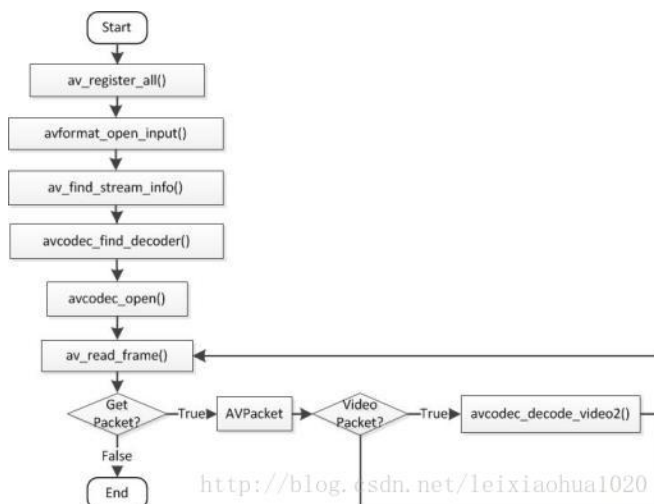 Start
av_register_all()
avformat_open_input()
av_find_stream_info()
avcodec_find_decoder()
avcodec_open()
av_read_frame()
Get
Packet?
True
AVPacket
Video
Packet?
True
avcodec_decode_video2()
False
End
http://blog.csdn.net/leixiaohua1020